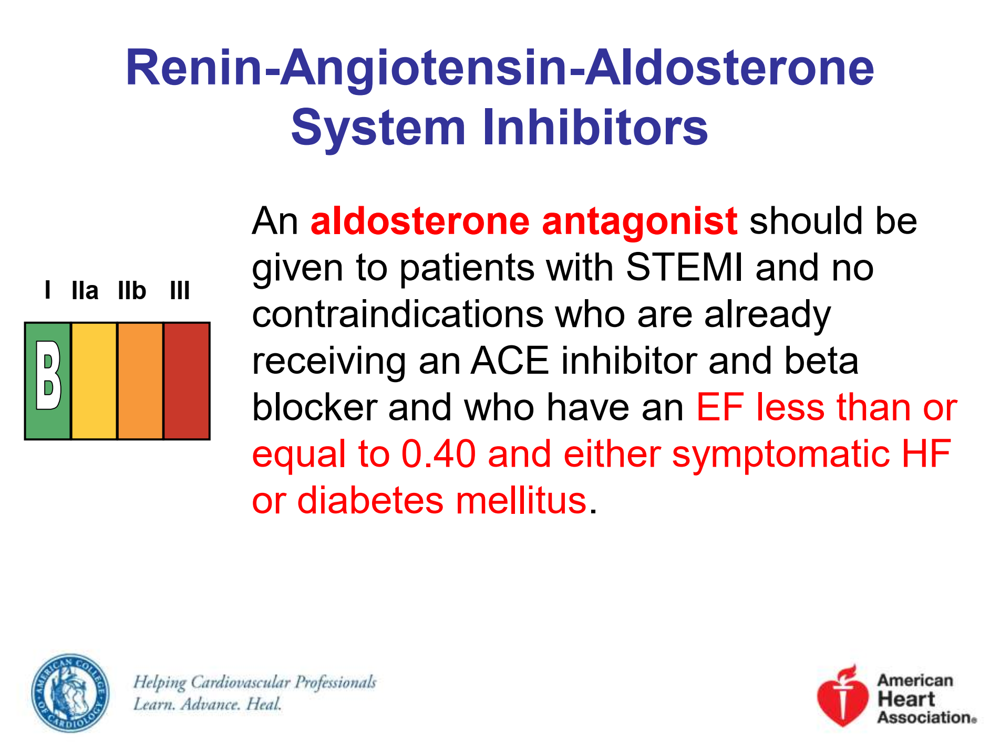 Renin-Angiotensin-Aldosterone
System Inhibitors
An aldosterone antagonist should be
given to patients with STEMI and no
contraindications who are already
receiving an ACE inhibitor and beta
blocker and who have an EF less than or
equal to 0.40 and either symptomatic HF
or diabetes mellitus.
I IIa IIb III
B
AMERICAN COLLEGE OF CARDIOLOGY
Helping Cardiovascular Professionals
Learn. Advance. Heal.
American
Heart
Association®